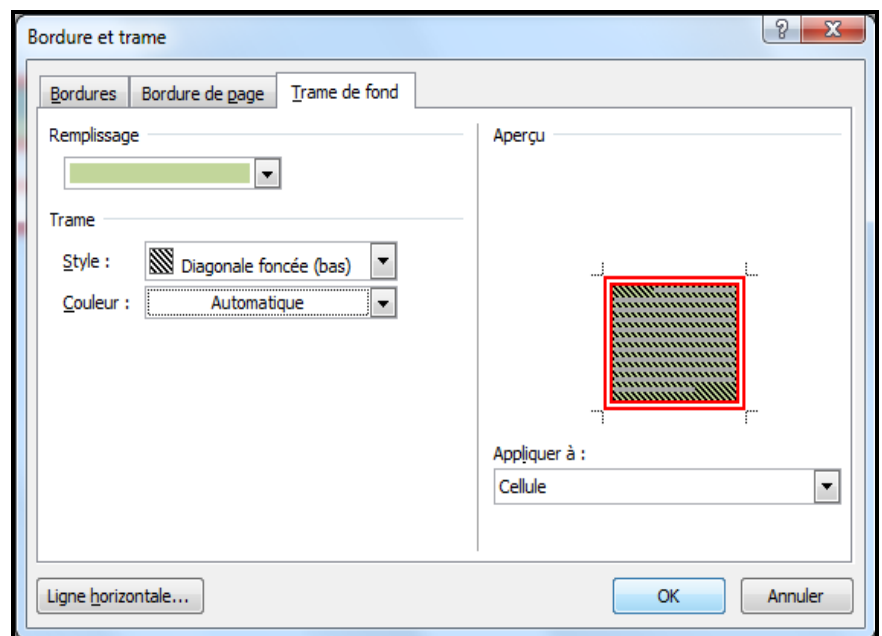 Bordure et trame
?
X
Bordures Bordure de page Trame de fond
Remplissage
Trame
Style : Diagonale foncée (bas)
Couleur : Automatique
Aperçu
Appliquer à :
Cellule
Ligne horizontale... OK Annuler